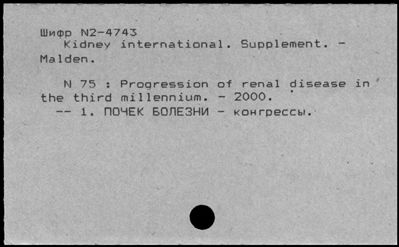 Шифр N2-4743
Kidney international. Supplement. -
Malden.
N 75 : Progression of renal disease in
the third millennium. - 2000.
-- 1. ПОЧЕК БОЛЕЗНИ - конгрессы.